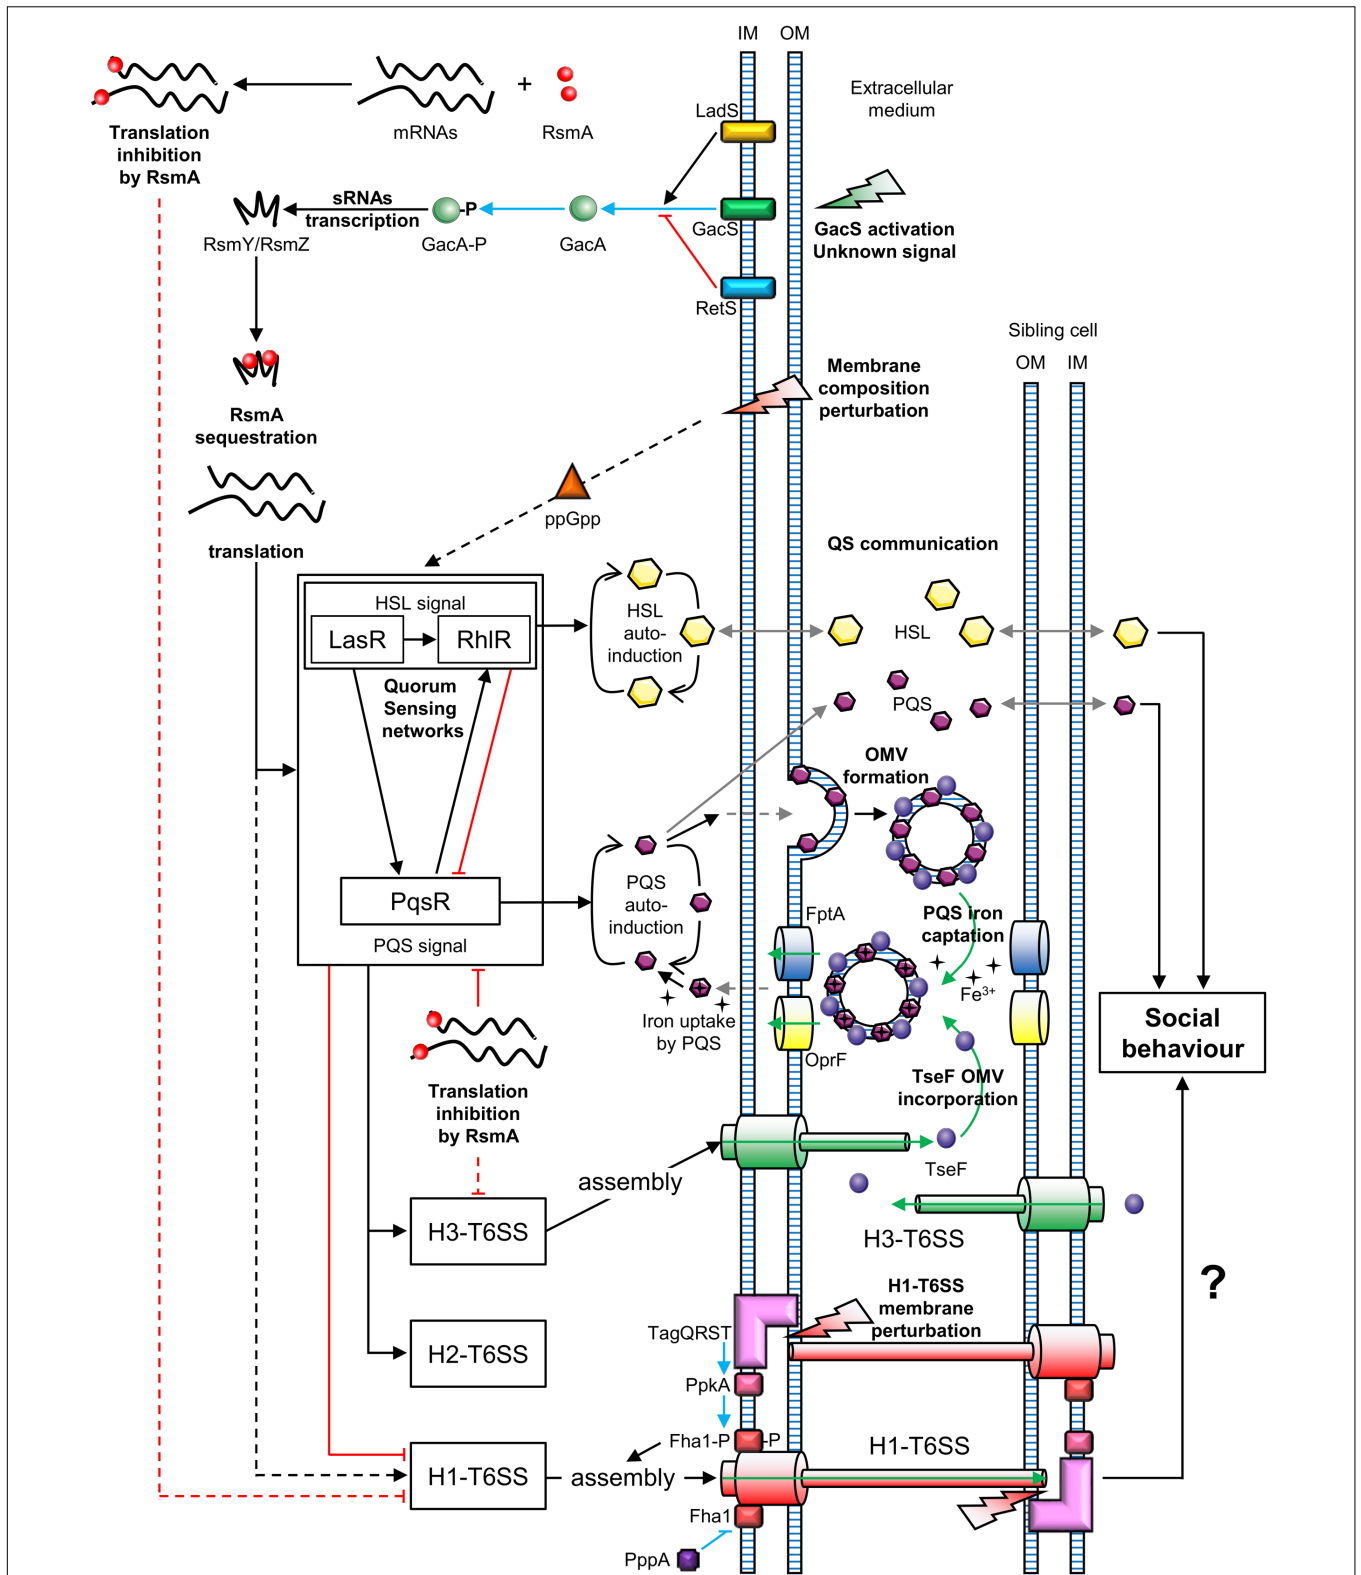 IM OM
Extracellular
medium
LadS
+
mRNAs
RsmA
Translation
inhibition
by RsmA
sRNAs
transcription
-P
RsmY/RsmZ
GacA-P
GacA
GacS
GacS activation
Unknown signal
RetS
Sibling cell
OM IM
Membrane
composition
perturbation
RsmA
sequestration
ppGpp
translation
QS communication
HSL signal
LasR
RhlR
HSL
auto-
induction
HSL
Quorum
Sensing
networks
PQS
OMV
formation
PqsR
PQS signal
PQS
auto-
induction
FptA
PQS iron
captation
Fe3+
Iron uptake
by PQS
OprF
Social
behaviour
TseF OMV
incorporation
Translation
inhibition
by RsmA
assembly
TseF
H3-T6SS
H3-T6SS
?
H1-T6SS
membrane
perturbation
TagQRST
H2-T6SS
PpkA
Fha1-P
-P
H1-T6SS
H1-T6SS
assembly
Fha1
PppA